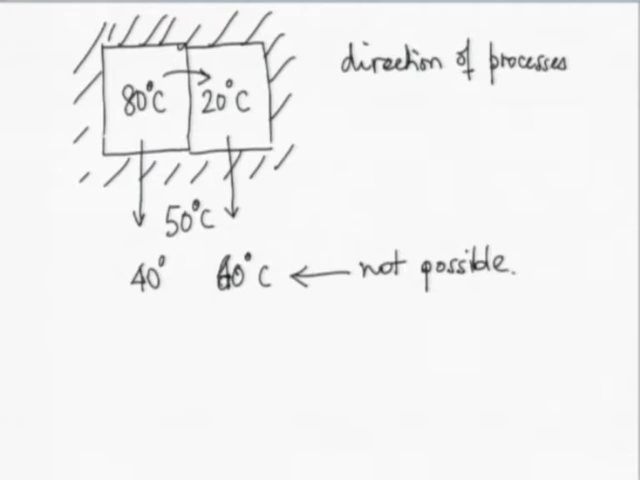 direction of processes
80°C 20°C
50°C
40° 60°C ← not possible.